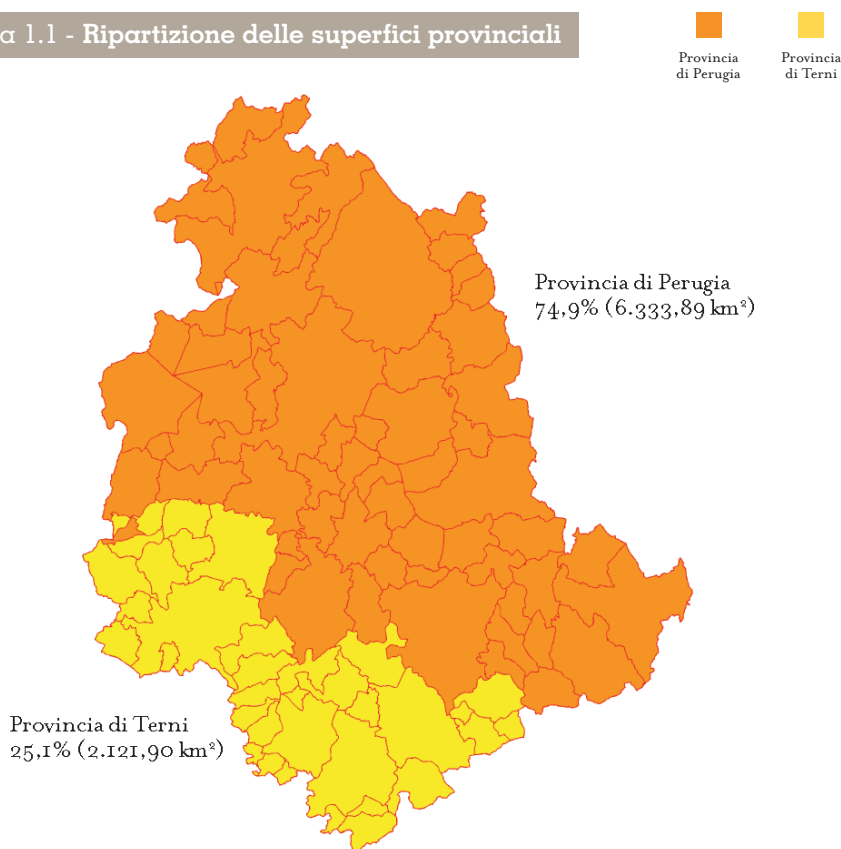 a 1.1 - Ripartizione delle superfici provinciali
Provincia
di Perugia
Provincia
di Terni
Provincia di Perugia
74,9% (6.333,89 km²)
Provincia di Terni
25,1% (2.121,90 km²)